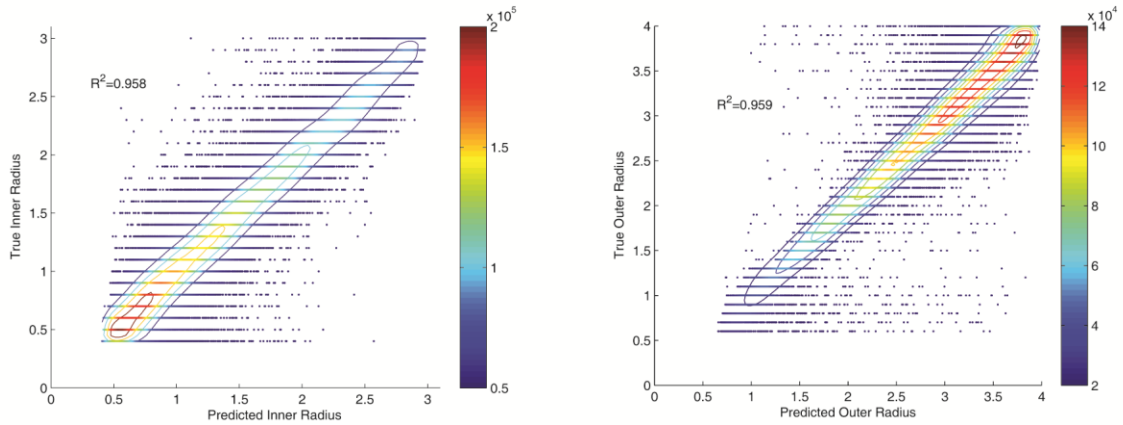 x 10⁵
3
2.5
2
1.5
1
0.5
0
R²=0.958
True Inner Radius
0 0.5 1 1.5 2 2.5 3
Predicted Inner Radius
2
1.5
1
0.5
x 10⁴
4
3.5
3
2.5
2
1.5
1
0.5
0
R²=0.959
True Outer Radius
0 0.5 1 1.5 2 2.5 3 3.5 4
Predicted Outer Radius
14
12
10
8
6
4
2